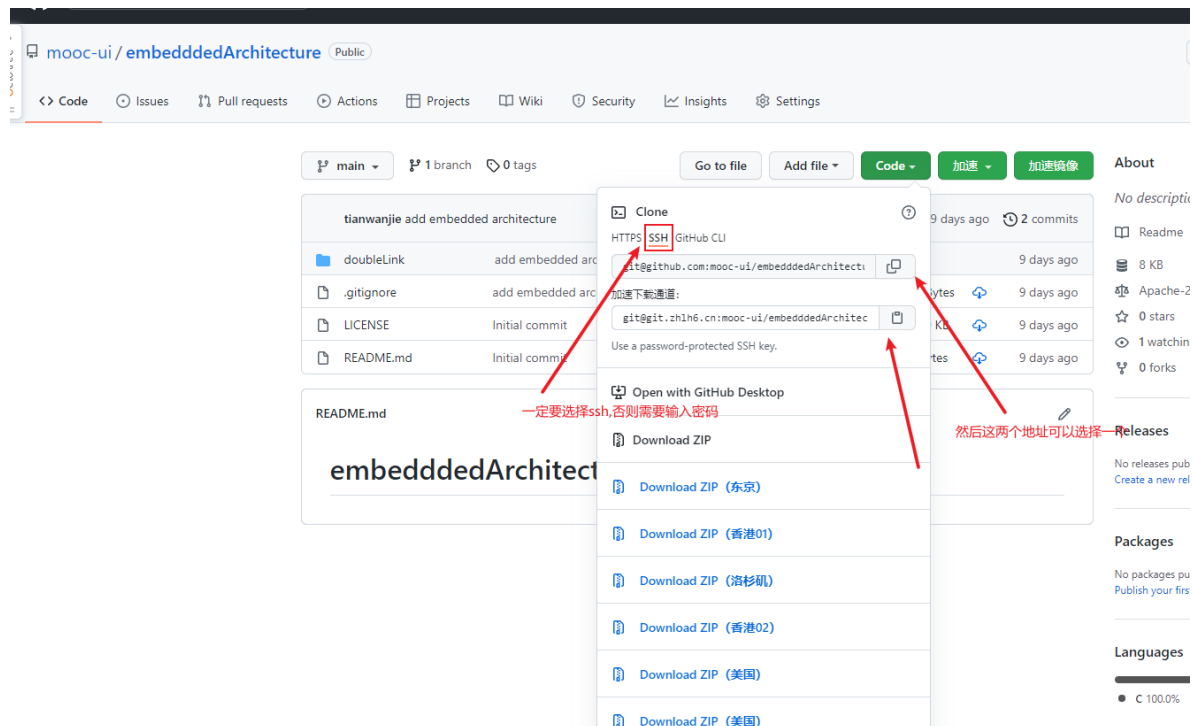 mooc-ui / embedddedArchitecture Public
Code Issues Pull requests Actions Projects Wiki Security Insights Settings
main 1 branch 0 tags Go to file Add file Code 加速 加速镜像
tianwanjie add embedded architecture 9 days ago 2 commits
doubleLink add embedded arc 9 days ago
.gitignore add embedded arc 9 days ago
LICENSE Initial commit KB 9 days ago
README.md Initial commit 9 days ago
Clone
HTTPS SSH GitHub CLI
git@github.com:mooc-ui/embedddedArchitectu
加速下载通道:
git@git.zhlh6.cn:mooc-ui/embedddedArchitec
Use a password-protected SSH key.
Open with GitHub Desktop
Download ZIP
Download ZIP（东京）
Download ZIP（香港01）
Download ZIP（洛杉矶）
Download ZIP（香港02）
Download ZIP（美国）
Download ZIP（美国）
一定要选择ssh,否则需要输入密码
然后这两个地址可以选择一个
README.md
embedddedArchitect
About
No descriptio
Readme
8 KB
Apache-2
0 stars
1 watchin
0 forks
Releases
No releases pub
Create a new rel
Packages
No packages pu
Publish your firs
Languages
C 100.0%